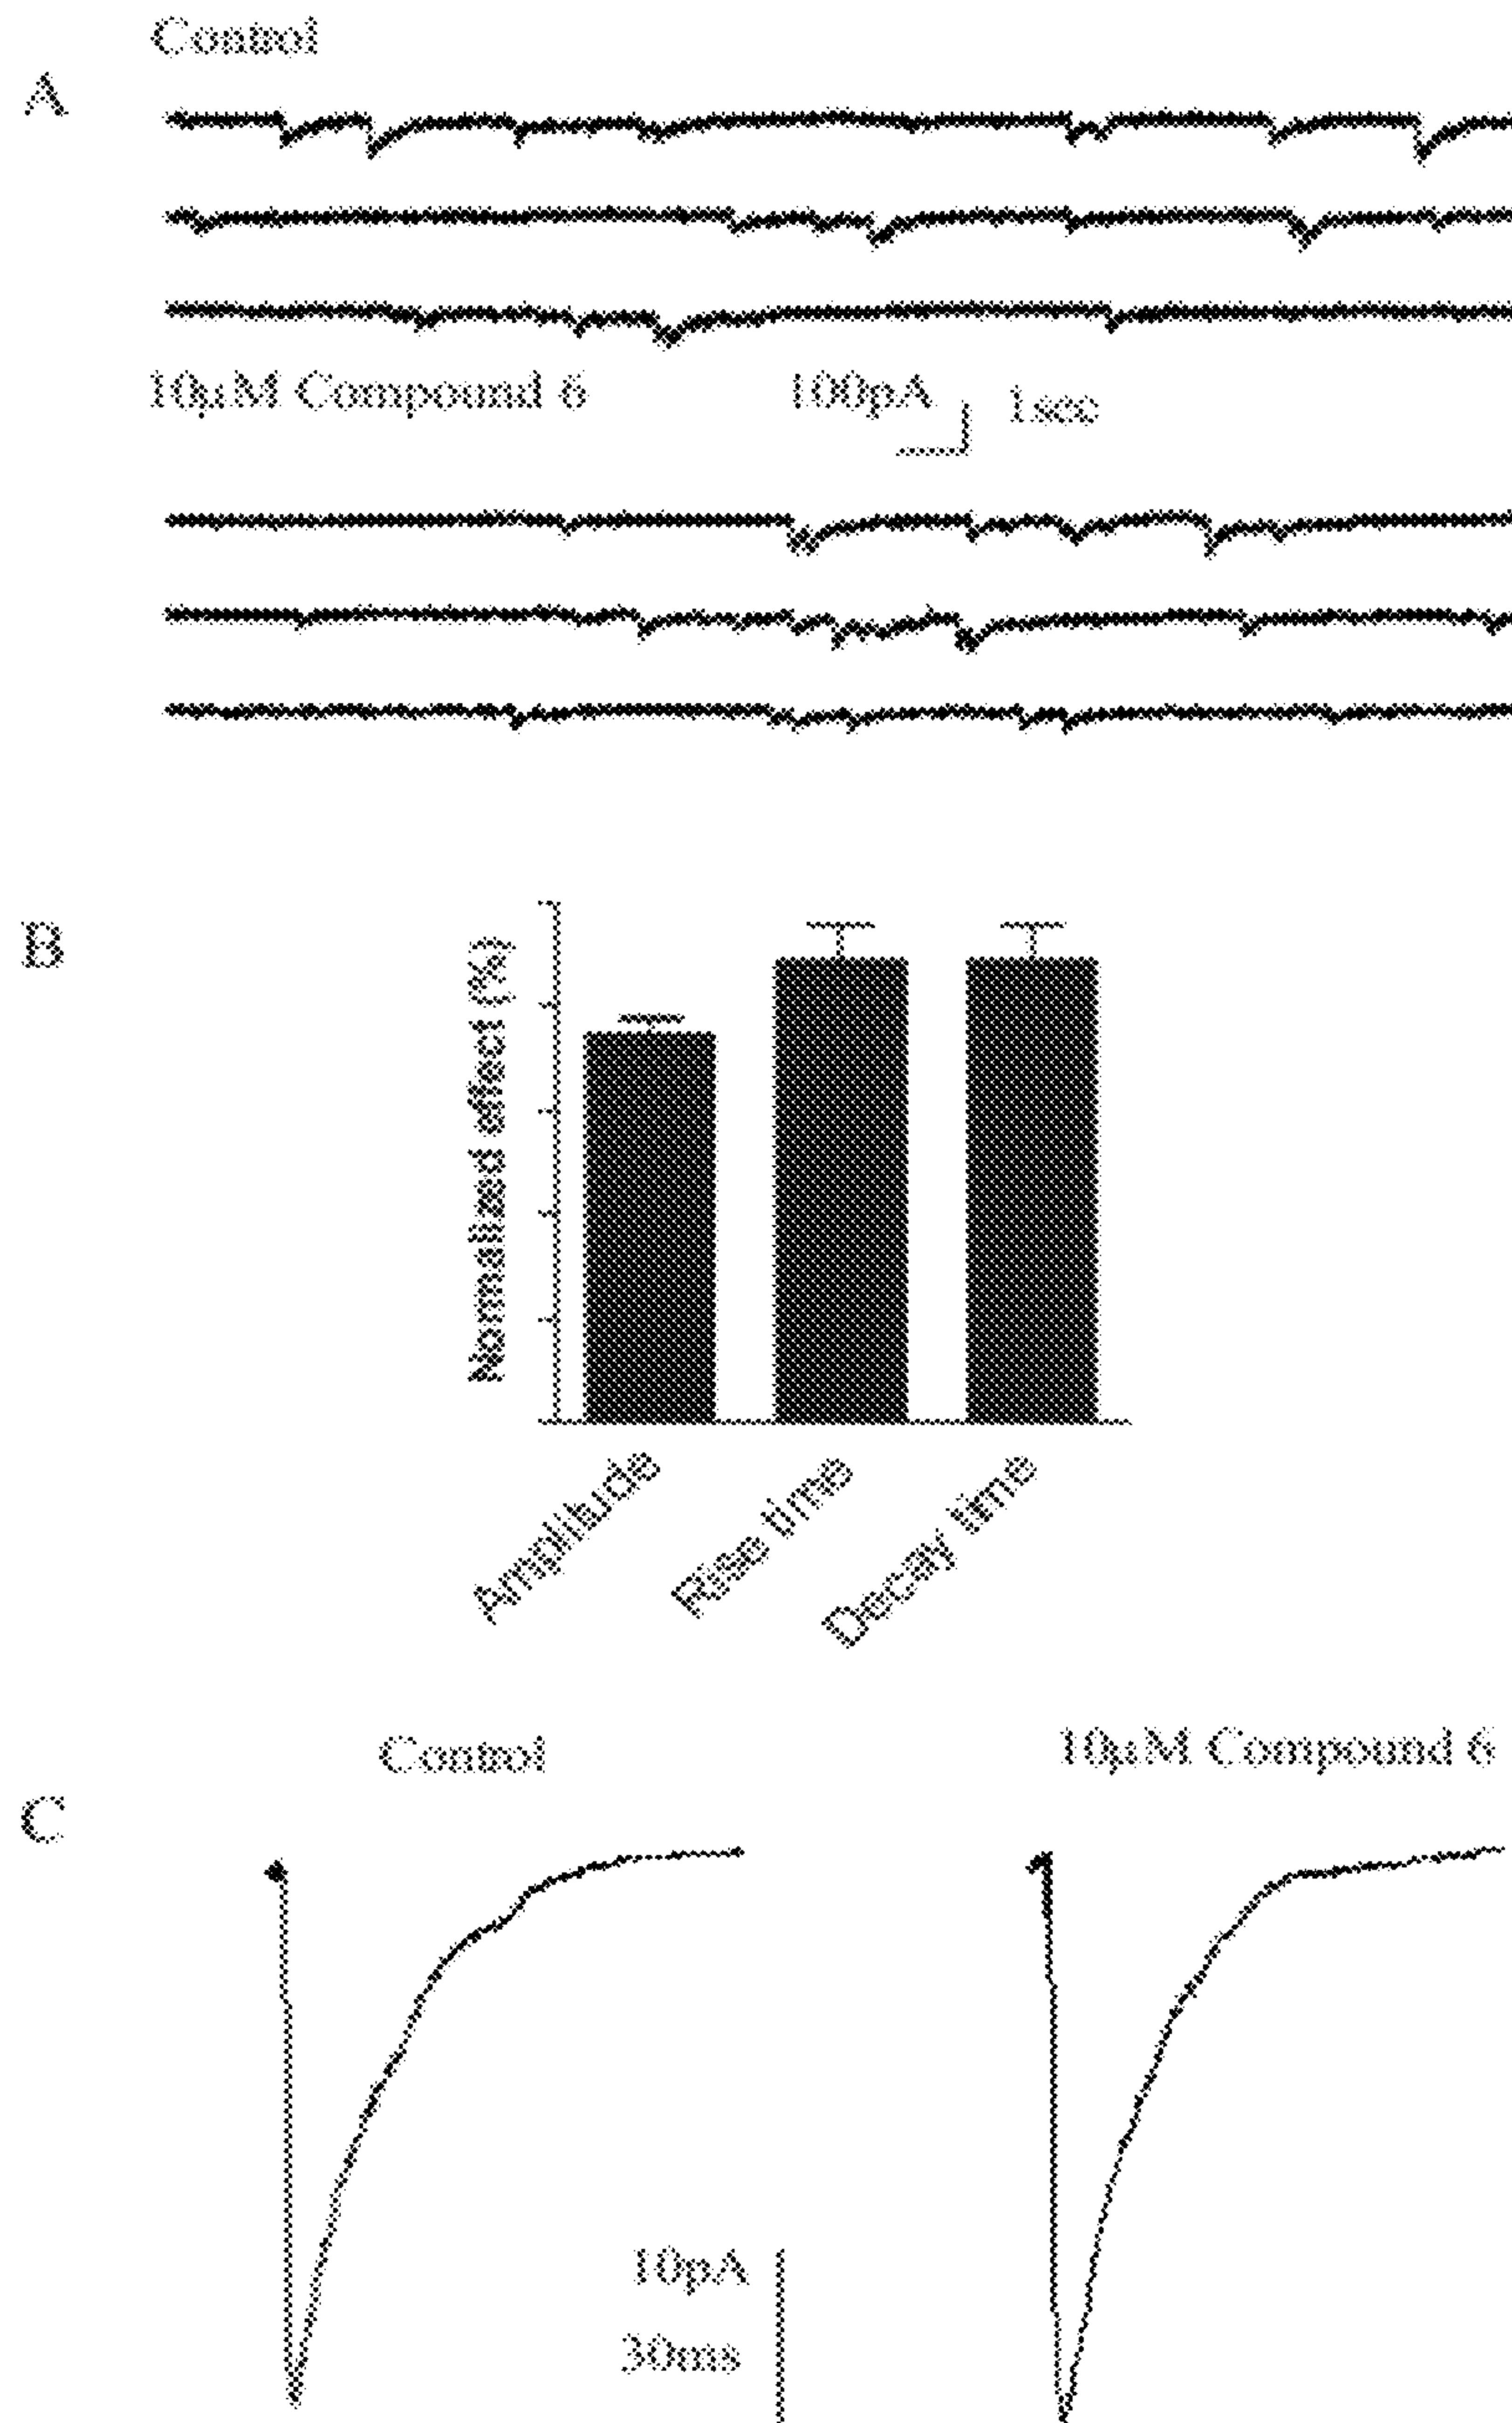 Control
A
10μM Compound 6
100pA
1sec
B
Normalized effect (%)
Amplitude
Rise time
Decay time
Control
10μM Compound 6
C
10pA
30ms